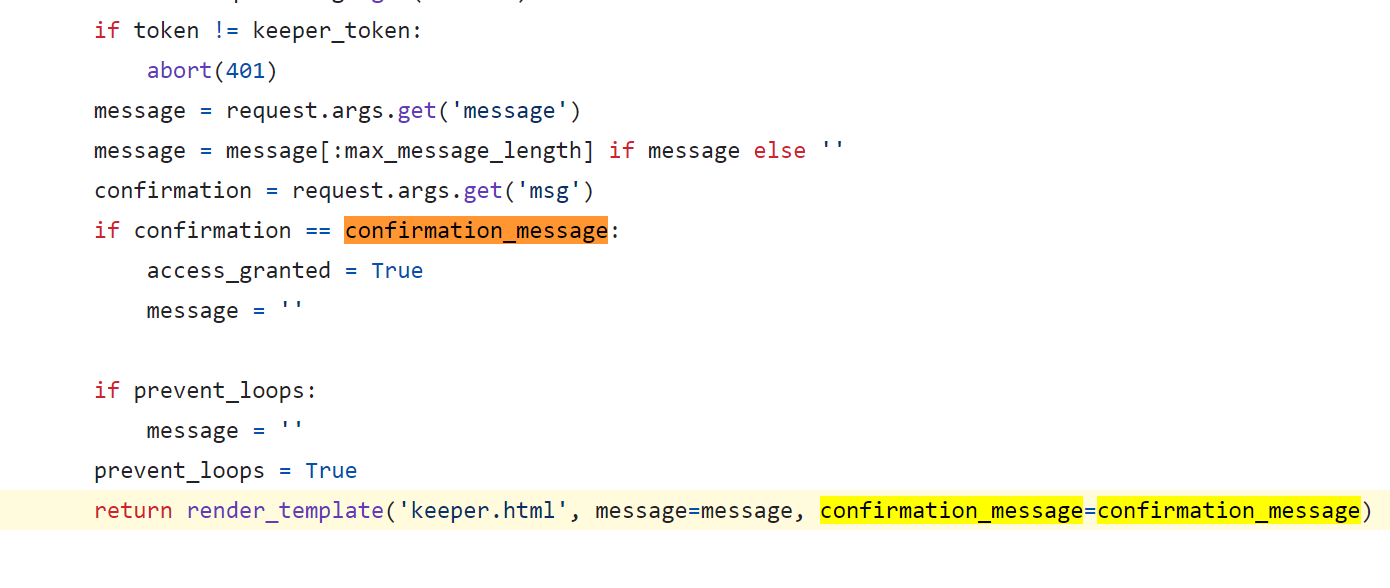 if token != keeper_token:
abort(401)
message = request.args.get('message')
message = message[:max_message_length] if message else ''
confirmation = request.args.get('msg')
if confirmation == confirmation_message:
access_granted = True
message = ''
if prevent_loops:
message = ''
prevent_loops = True
return render_template('keeper.html', message=message, confirmation_message=confirmation_message)